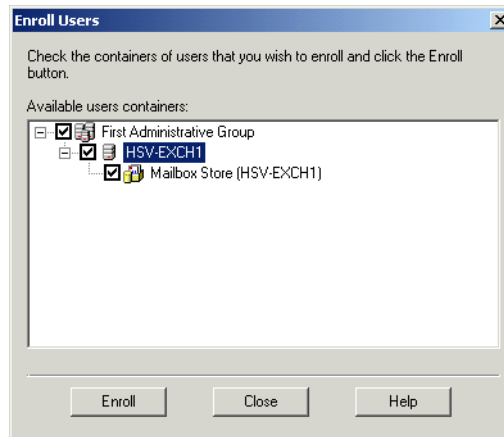 Enroll Users
Check the containers of users that you wish to enroll and click the Enroll
button.
Available users containers:
First Administrative Group
HSV-EXCH1
Mailbox Store (HSV-EXCH1)
Enroll
Close
Help